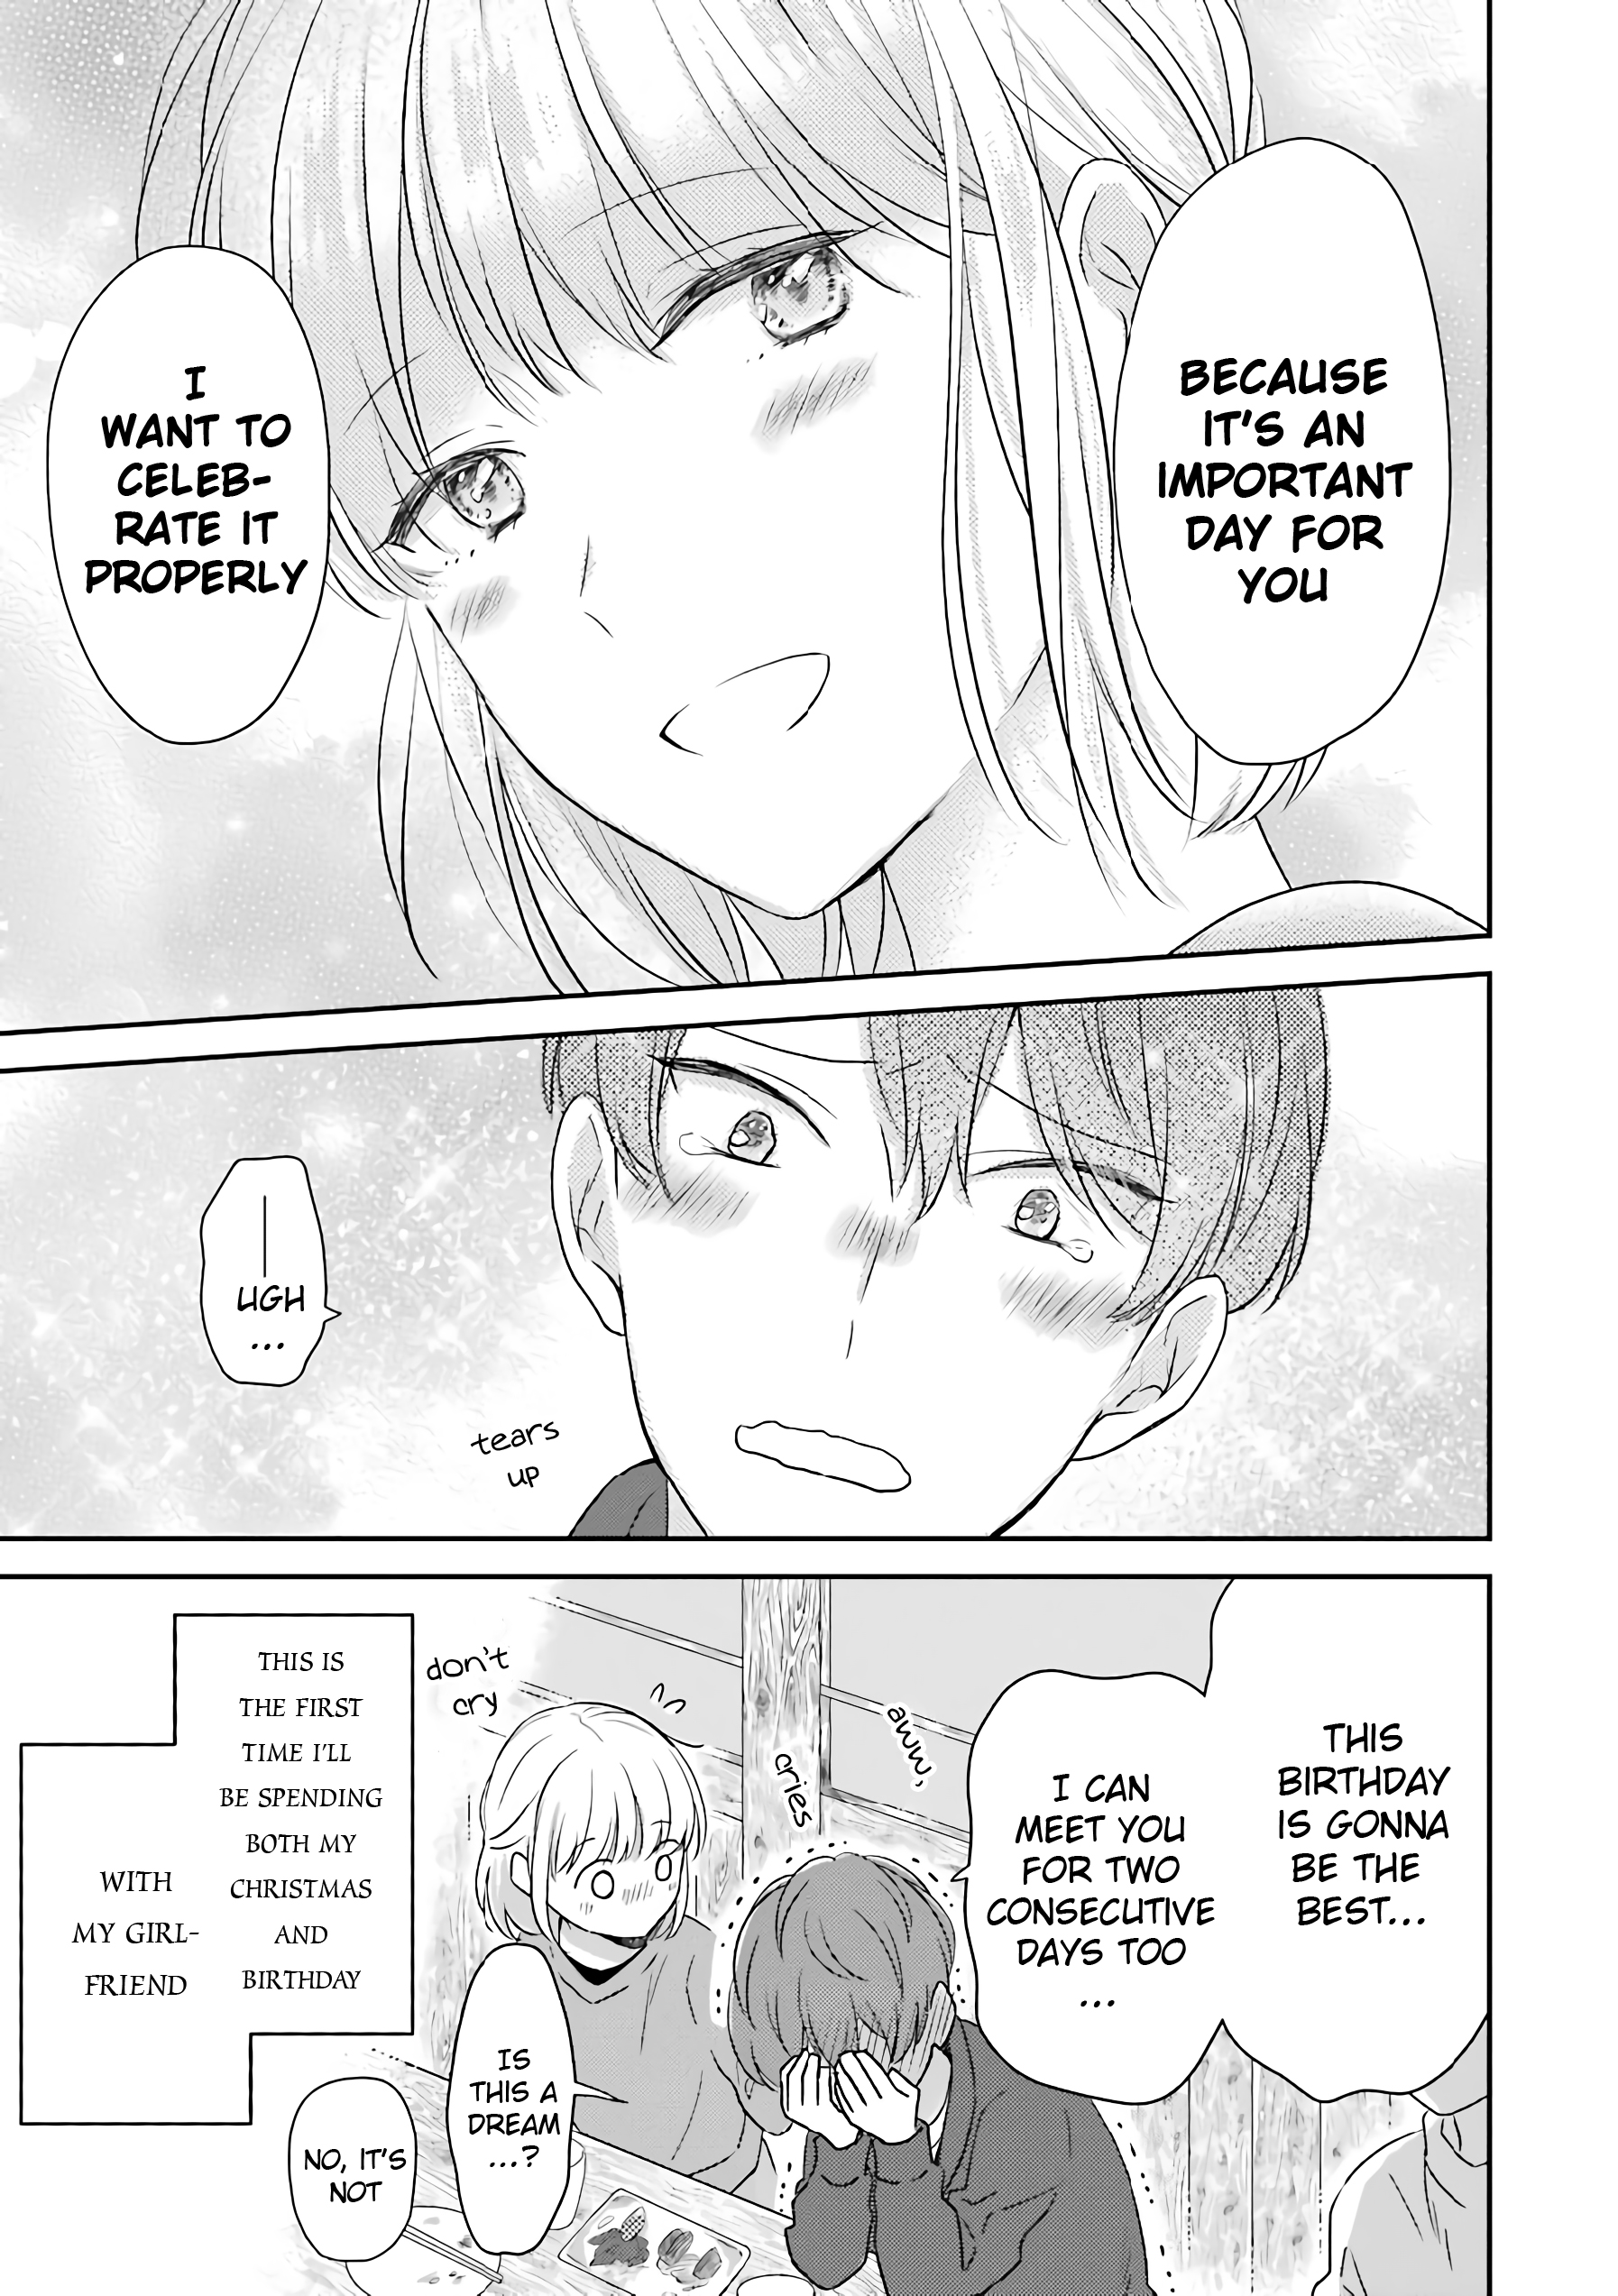 BECAUSE
IT'S AN
IMPORTANT
DAY FOR
YOU
I
WANT TO
CELEB-
RATE IT
PROPERLY
UGH
...
tears
up
THIS
BIRTHDAY
IS GONNA
BE THE
BEST...
I CAN
MEET YOU
FOR TWO
CONSECUTIVE
DAYS TOO
...
aww,
cries
don't
cry
IS
THIS A
DREAM
...?
NO, IT'S
NOT
THIS IS
THE FIRST
TIME I'LL
BE SPENDING
BOTH MY
CHRISTMAS
AND
BIRTHDAY
WITH
MY GIRL-
FRIEND